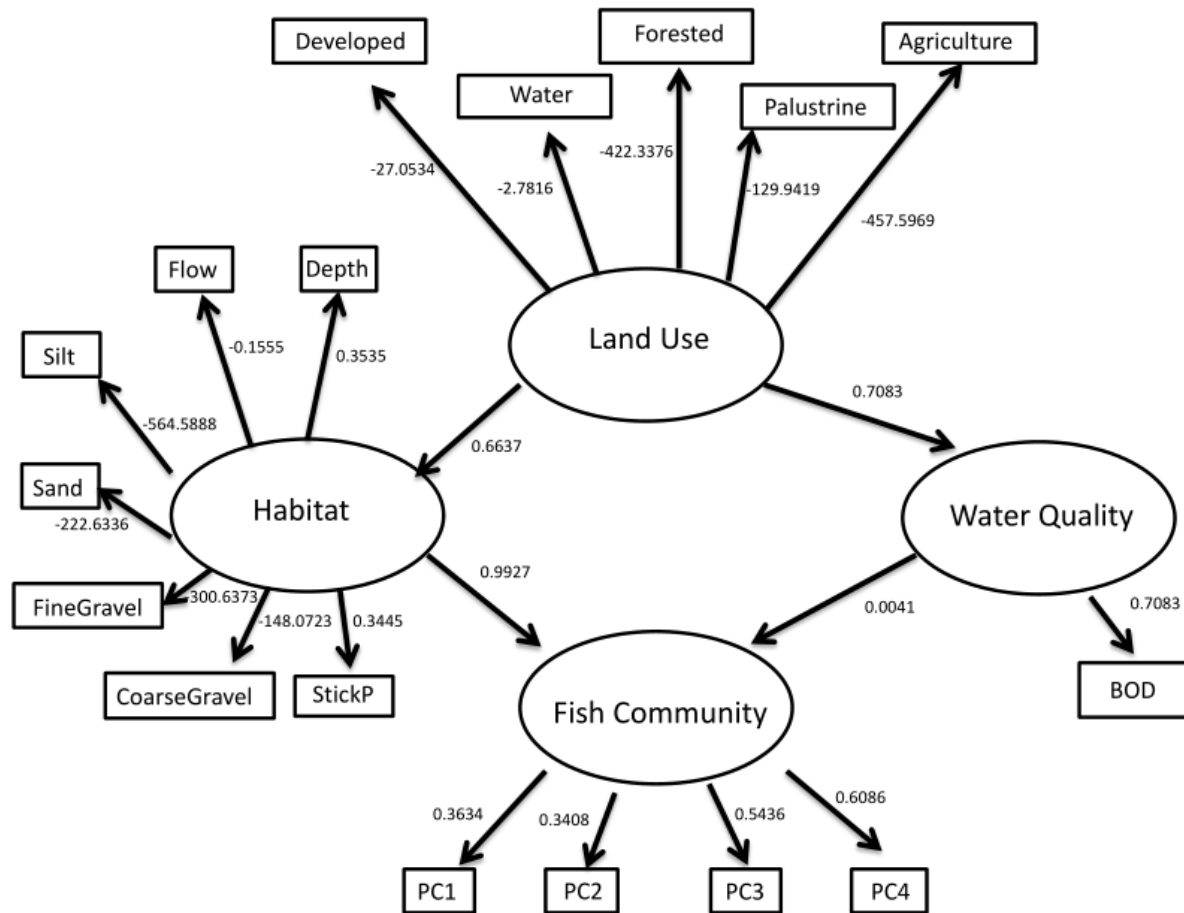 Developed
Forested
Agriculture
Water
Palustrine
-27.0534
-2.7816
-422.3376
-129.9419
-457.5969
Flow
Depth
Silt
-0.1555
0.3535
Land Use
-564.5888
0.6637
0.7083
Sand
-222.6336
Habitat
Water Quality
FineGravel
300.6373
0.9927
0.0041
0.7083
-148.0723
0.3445
CoarseGravel
StickP
BOD
Fish Community
0.3634
0.3408
0.5436
0.6086
PC1
PC2
PC3
PC4